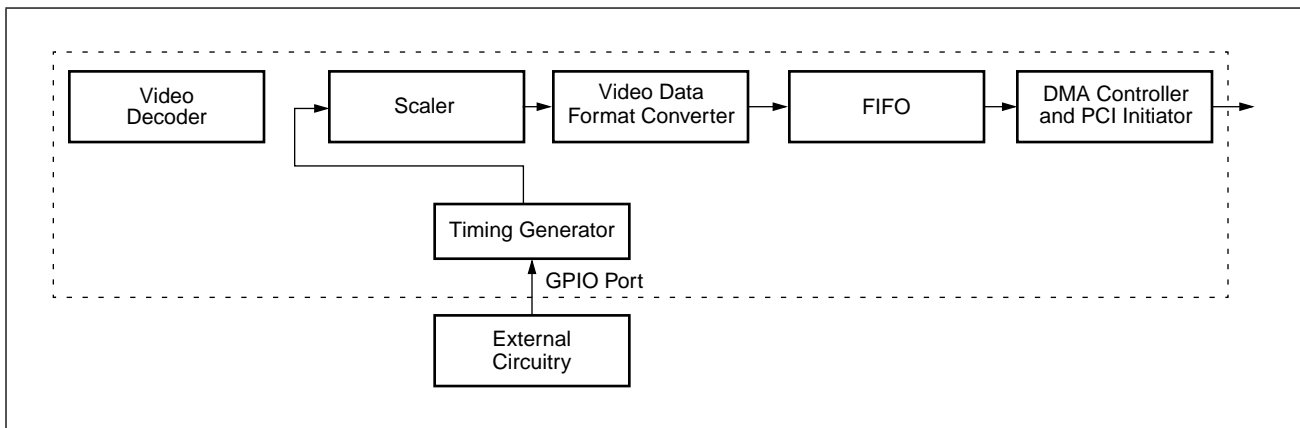 Video
Decoder
Scaler
Video Data
Format Converter
FIFO
DMA Controller
and PCI Initiator
Timing Generator
GPIO Port
External
Circuitry